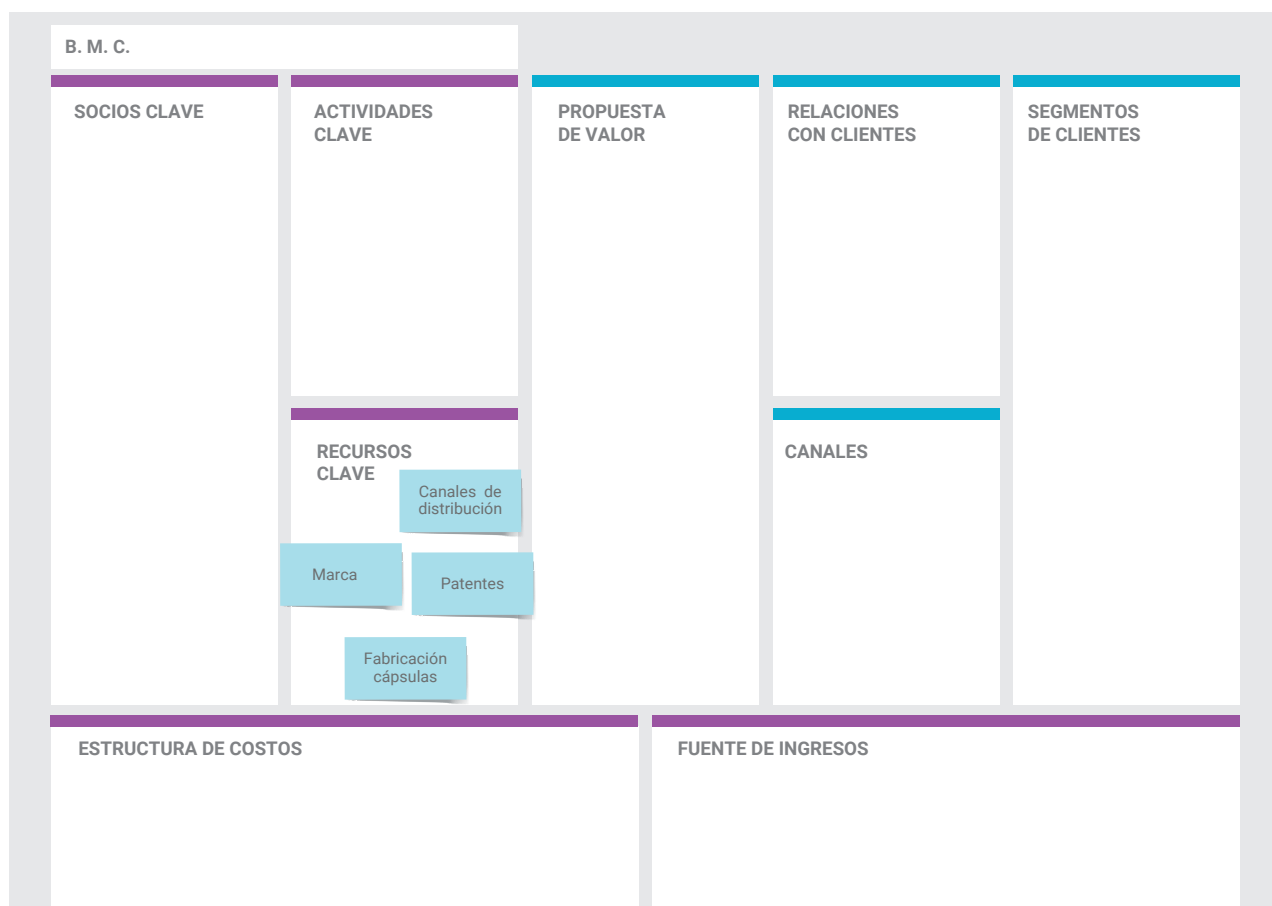 B. M. C.
SOCIOS CLAVE
ACTIVIDADES
CLAVE
PROPUESTA
DE VALOR
RELACIONES
CON CLIENTES
SEGMENTOS
DE CLIENTES
RECURSOS
CLAVE
Canales de
distribución
Marca
Patentes
Fabricación
cápsulas
CANALES
ESTRUCTURA DE COSTOS
FUENTE DE INGRESOS